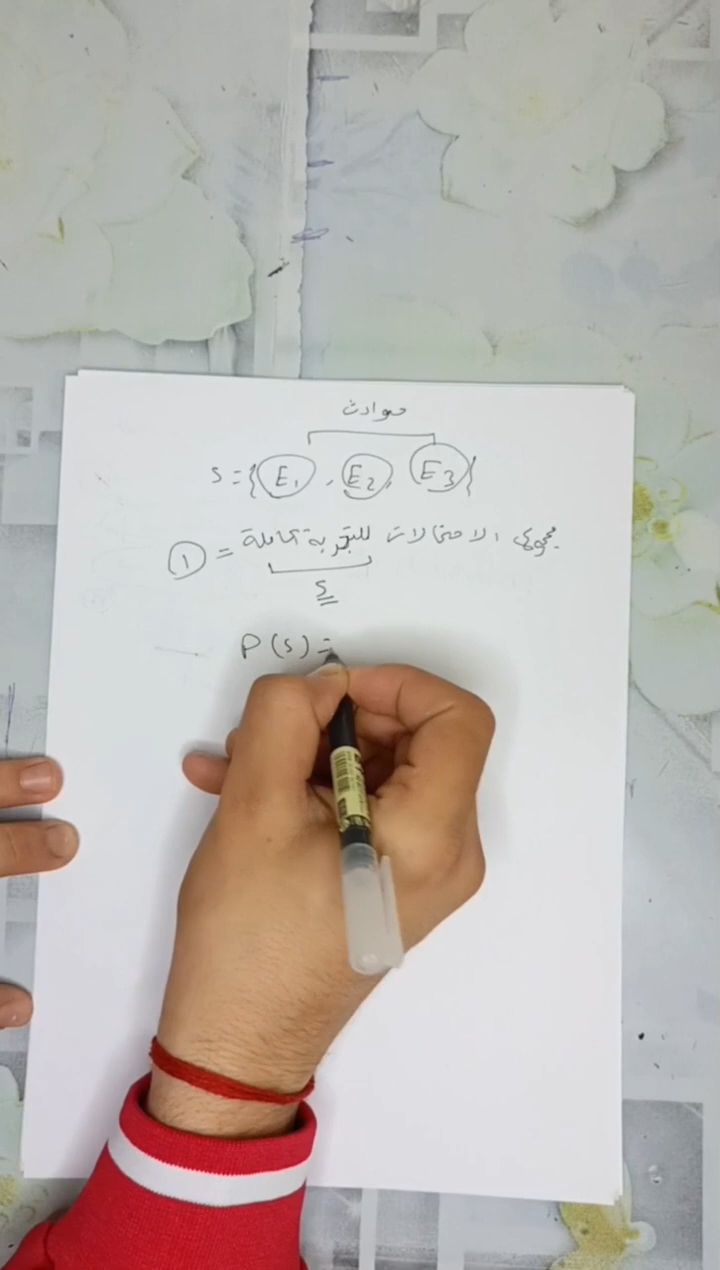 حوادث
S = { E1 , E2 , E3 }
مجموع الاحتمالات للتجربة كاملة = 1
S
P(S) =